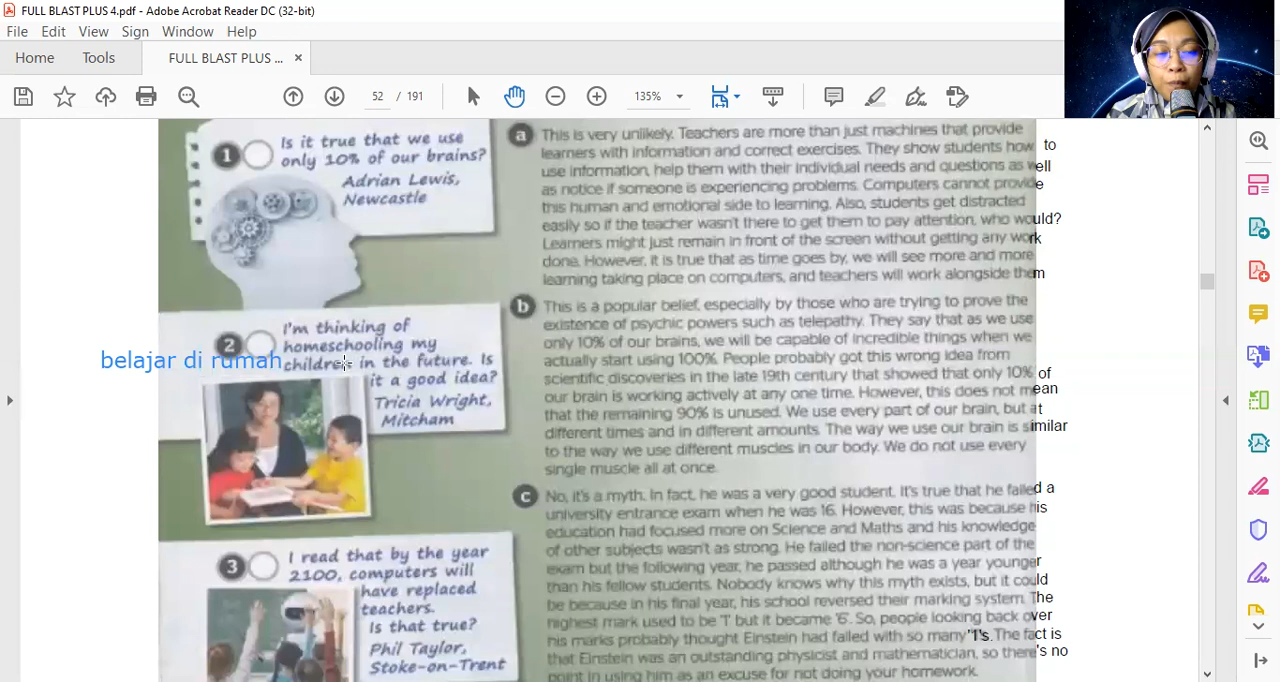 FULL BLAST PLUS 4.pdf - Adobe Acrobat Reader DC (32-bit)
File Edit View Sign Window Help
Home Tools FULL BLAST PLUS ... ×
52 / 191
135%
1 Is it true that we use
only 10% of our brains?
Adrian Lewis,
Newcastle
2 I'm thinking of
homeschooling my
children in the future. Is
it a good idea?
Tricia Wright,
Mitcham
belajar di rumah
3 I read that by the year
2100, computers will
have replaced
teachers.
Is that true?
Phil Taylor,
Stoke-on-Trent
a This is very unlikely. Teachers are more than just machines that provide
learners with information and correct exercises. They show students how to
use information, help them with their individual needs and questions as well
as notice if someone is experiencing problems. Computers cannot provide
this human and emotional side to learning. Also, students get distracted
easily so if the teacher wasn't there to get them to pay attention, who would?
Learners might just remain in front of the screen without getting any work
done. However, it is true that as time goes by, we will see more and more
learning taking place on computers, and teachers will work alongside them
b This is a popular belief, especially by those who are trying to prove the
existence of psychic powers such as telepathy. They say that as we use
only 10% of our brains, we will be capable of incredible things when we
actually start using 100%. People probably got this wrong idea from
scientific discoveries in the late 19th century that showed that only 10% of
our brain is working actively at any one time. However, this does not mean
that the remaining 90% is unused. We use every part of our brain, but at
different times and in different amounts. The way we use our brain is similar
to the way we use different muscles in our body. We do not use every
single muscle all at once.
c No, it's a myth. In fact, he was a very good student. It's true that he failed a
university entrance exam when he was 16. However, this was because his
education had focused more on Science and Maths and his knowledge
of other subjects wasn't as strong. He failed the non-science part of the
exam but the following year, he passed although he was a year younger
than his fellow students. Nobody knows why this myth exists, but it could
be because in his final year, his school reversed their marking system. The
highest mark used to be '1' but it became '6'. So, people looking back over
his marks probably thought Einstein had failed with so many "1's. The fact is
that Einstein was an outstanding physicist and mathematician, so there's no
point in using him as an excuse for not doing your homework.